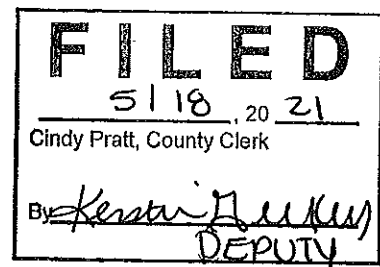 FILED
5/18, 20 21
Cindy Pratt, County Clerk
By
DEPUTY